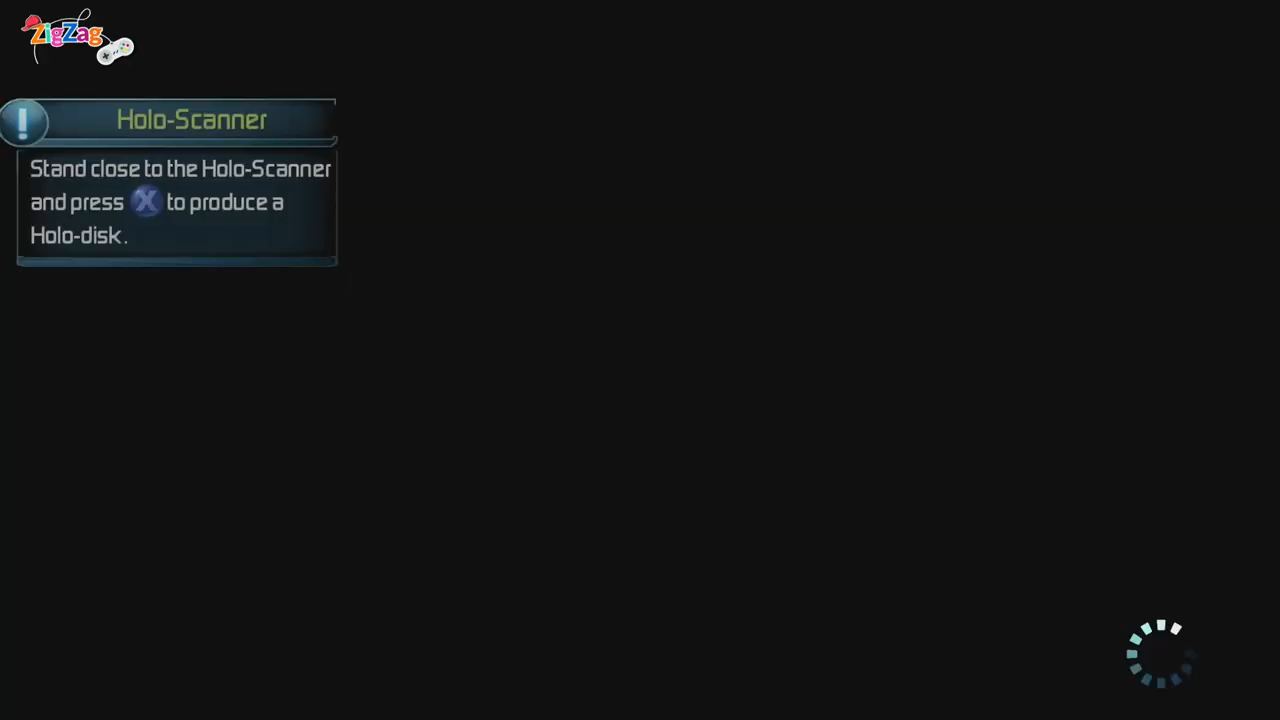 ZigZag
Holo-Scanner
Stand close to the Holo-Scanner
and press X to produce a
Holo-disk.